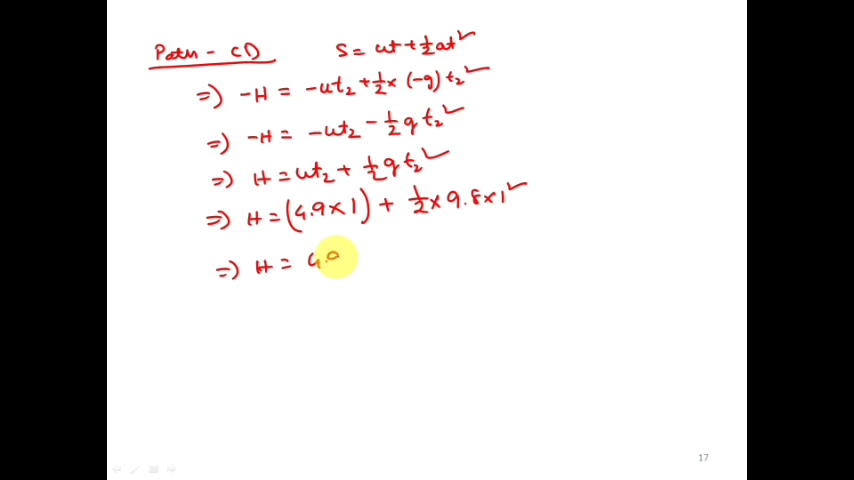 Path - CD S = ut + ½at²
⇒) -H = -ut₂ + ½ × (-g) t₂²
⇒) -H = -ut₂ - ½ g t₂²
⇒) H = ut₂ + ½ g t₂²
⇒) H = (4.9 × 1) + ½ × 9.8 × 1²
⇒) H = 4.9
17